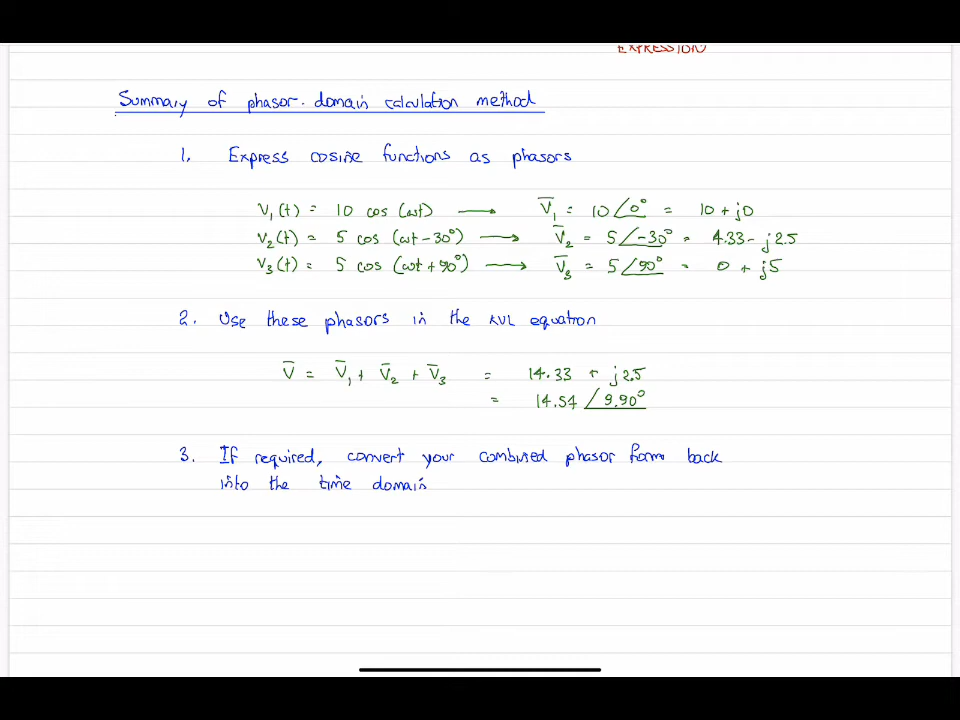 EXPRESSION)
Summary of phasor-domain calculation method
1. Express cosine functions as phasors
v₁(t) = 10 cos (ωt) → V̄₁ = 10 ∠0° = 10 + j0
v₂(t) = 5 cos (ωt - 30°) → V̄₂ = 5 ∠-30° = 4.33 - j2.5
v₃(t) = 5 cos (ωt + 90°) → V̄₃ = 5 ∠90° = 0 + j5
2. Use these phasors in the KVL equation
V̄ = V̄₁ + V̄₂ + V̄₃ = 14.33 + j2.5
= 14.54 ∠9.90°
3. If required, convert your combined phasor form back
into the time domain